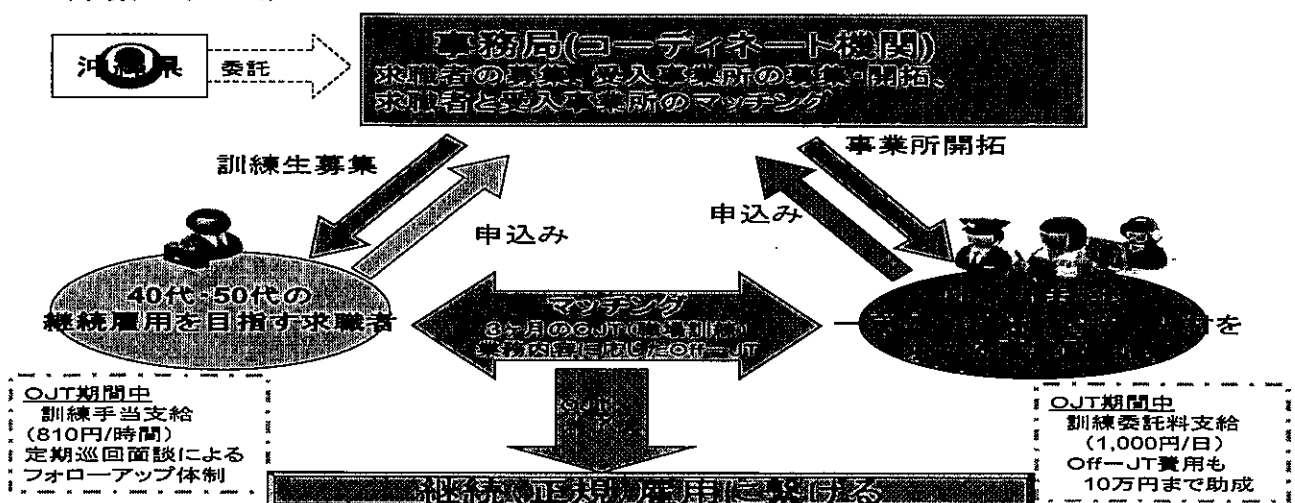 沖縄県
委託
事務局(コーディネート機関)
求職者の募集、受入事業所の募集・開拓、
求職者と受入事業所のマッチング
訓練生募集
申込み
申込み
事業所開拓
40代・50代の
継続雇用を目指す求職者
マッチング
3ヶ月のOJT(職場訓練)
業務内容に応じたOff-JT
を
OJT期間中
訓練手当支給
(810円/時間)
定期巡回面談による
フォローアップ体制
OJT期間中
訓練委託料支給
(1,000円/日)
Off-JT費用も
10万円まで助成
継続(正規)雇用に繋げる